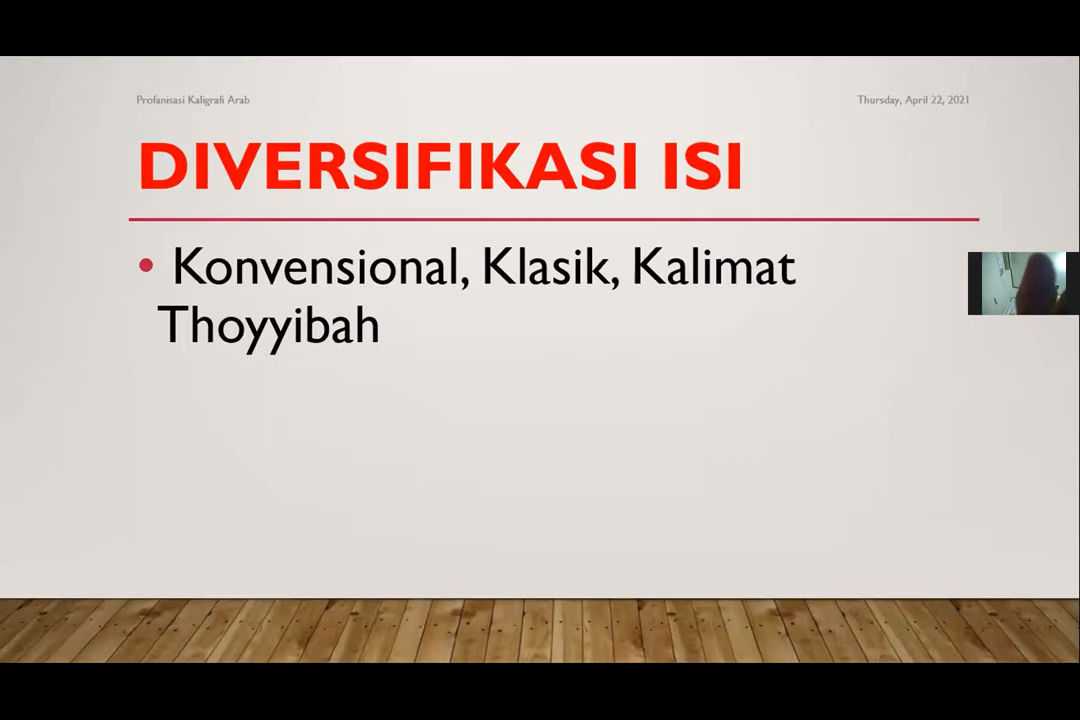 Profanisasi Kaligrafi Arab
Thursday, April 22, 2021
DIVERSIFIKASI ISI
• Konvensional, Klasik, Kalimat
Thoyyibah